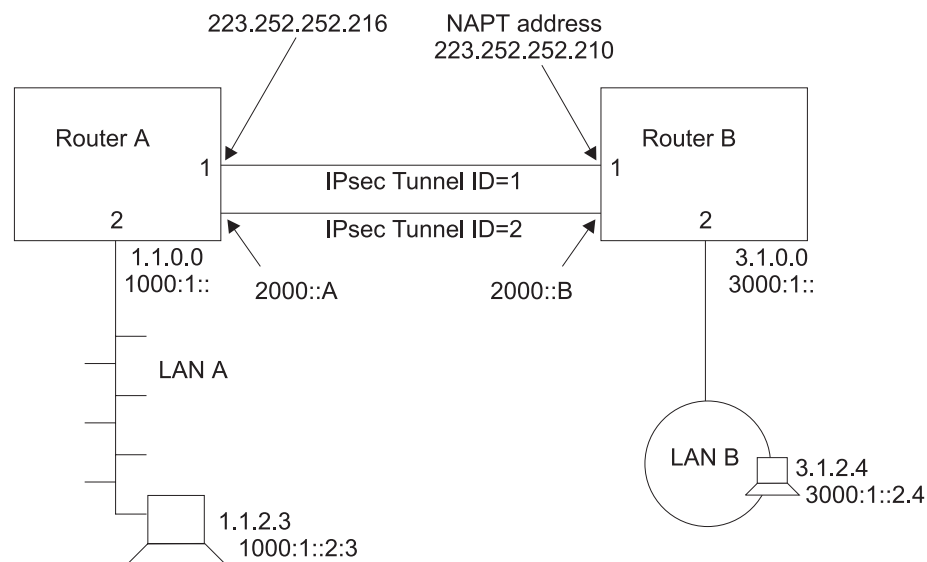 223.252.252.216
NAPT address
223.252.252.210
Router A
Router B
1
1
IPsec Tunnel ID=1
2
IPsec Tunnel ID=2
2
1.1.0.0
1000:1::
2000::A
2000::B
3.1.0.0
3000:1::
LAN A
LAN B
3.1.2.4
3000:1::2.4
1.1.2.3
1000:1::2:3